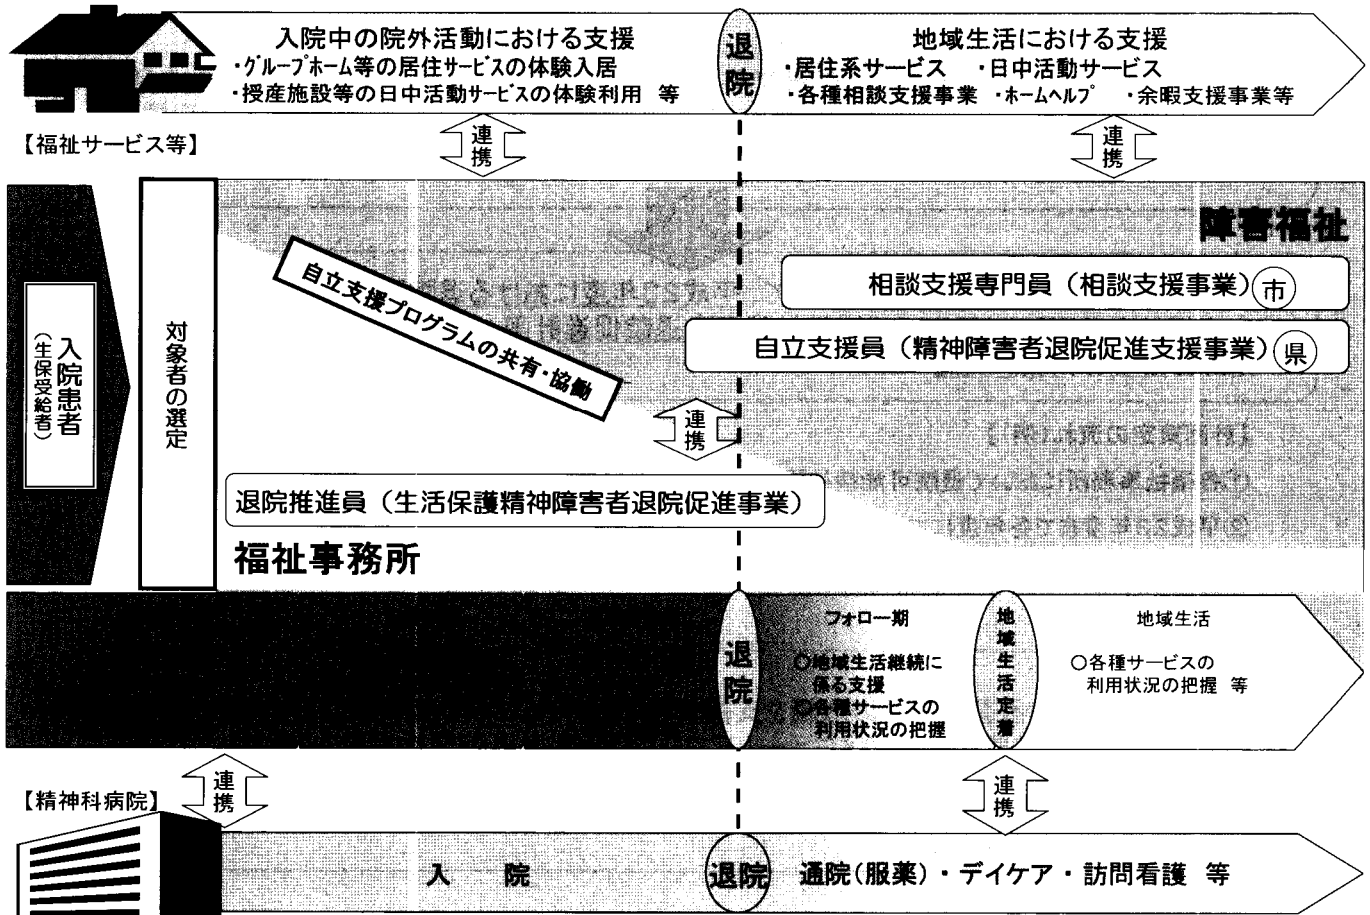 入院中の院外活動における支援
・グループホーム等の居住サービスの体験入居
・授産施設等の日中活動サービスの体験利用 等
退院
地域生活における支援
・居住系サービス ・日中活動サービス
・各種相談支援事業 ・ホームヘルプ ・余暇支援事業等
【福祉サービス等】
連携
連携
入院患者
(生保受給者)
対象者の選定
障害福祉
自立支援プログラムの共有・協働
相談支援専門員(相談支援事業)市
自立支援員(精神障害者退院促進支援事業)県
連携
退院推進員(生活保護精神障害者退院促進事業)
福祉事務所
退院
フォロー期
○地域生活継続に
係る支援
○各種サービスの
利用状況の把握
地域生活定着
地域生活
○各種サービスの
利用状況の把握 等
【精神科病院】
連携
連携
入 院
退院
通院(服薬)・デイケア・訪問看護 等